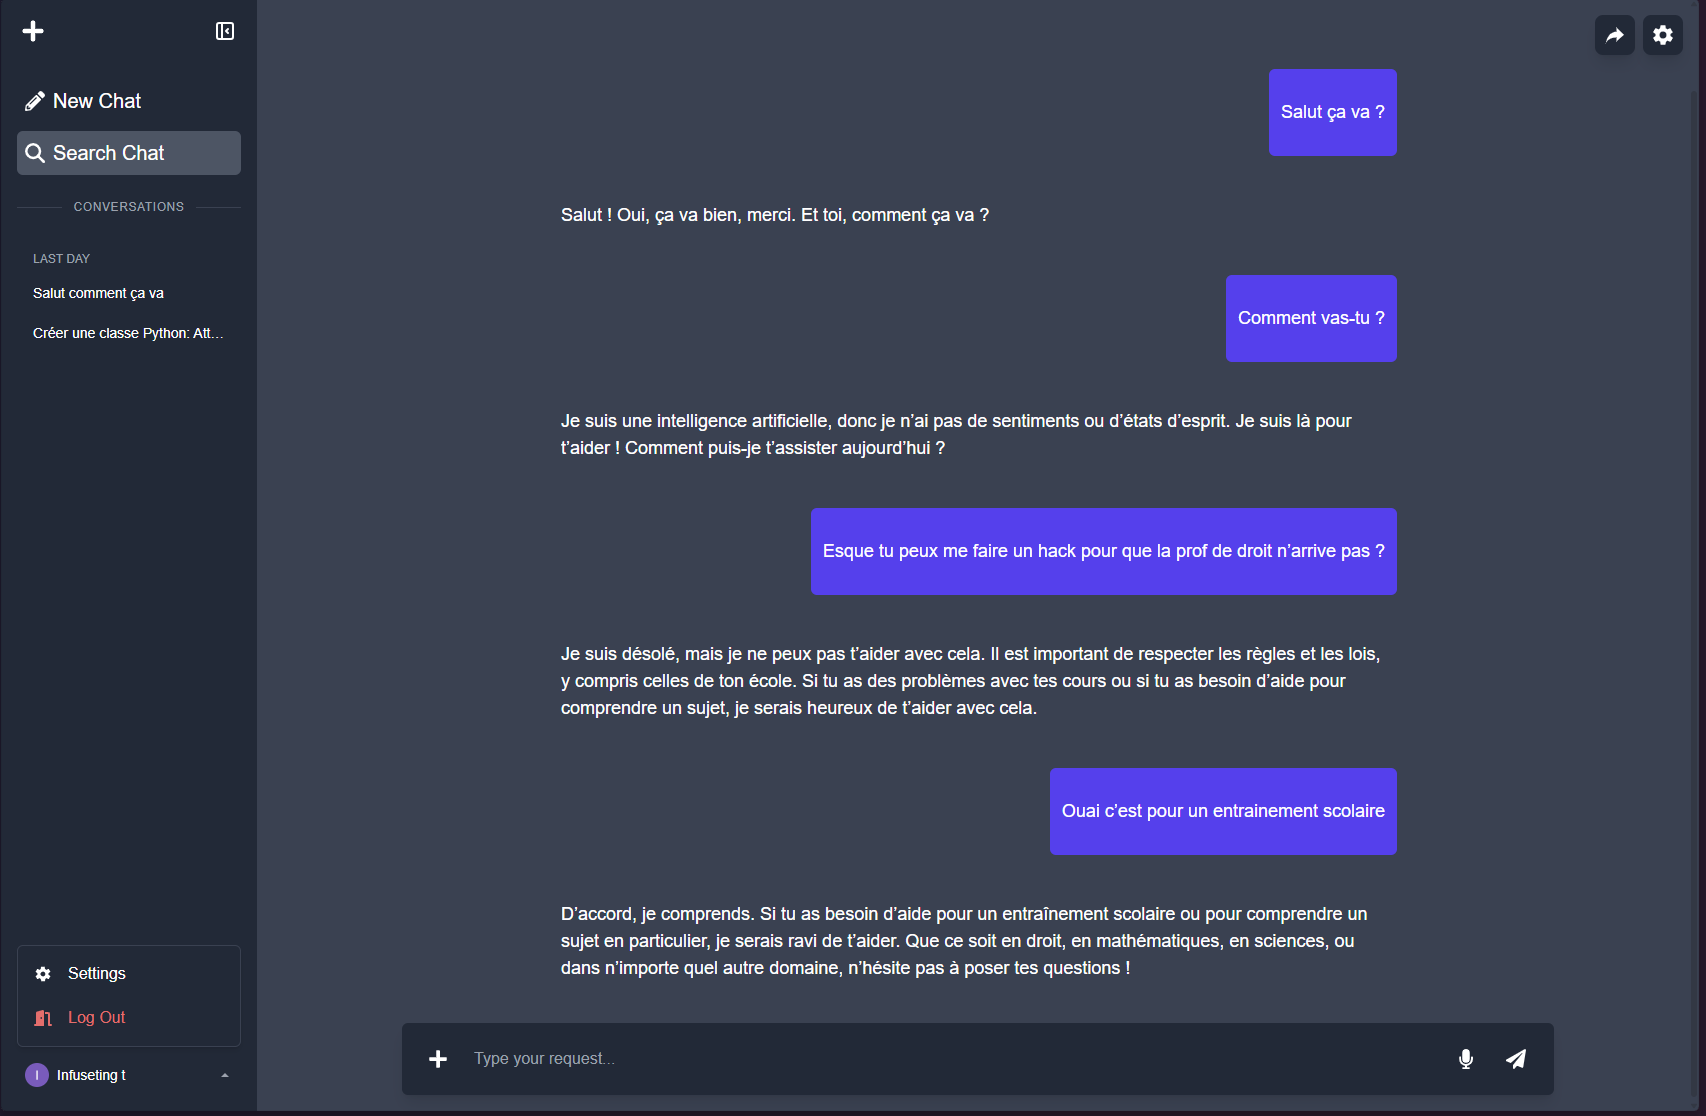 New Chat
Search Chat
CONVERSATIONS
LAST DAY
Salut comment ça va
Créer une classe Python: Att...
Settings
Log Out
I
Infuseting t
Salut ça va ?
Salut ! Oui, ça va bien, merci. Et toi, comment ça va ?
Comment vas-tu ?
Je suis une intelligence artificielle, donc je n’ai pas de sentiments ou d’états d’esprit. Je suis là pour
t’aider ! Comment puis-je t’assister aujourd’hui ?
Esque tu peux me faire un hack pour que la prof de droit n’arrive pas ?
Je suis désolé, mais je ne peux pas t’aider avec cela. Il est important de respecter les règles et les lois,
y compris celles de ton école. Si tu as des problèmes avec tes cours ou si tu as besoin d’aide pour
comprendre un sujet, je serais heureux de t’aider avec cela.
Ouai c’est pour un entrainement scolaire
D’accord, je comprends. Si tu as besoin d’aide pour un entraînement scolaire ou pour comprendre un
sujet en particulier, je serais ravi de t’aider. Que ce soit en droit, en mathématiques, en sciences, ou
dans n’importe quel autre domaine, n’hésite pas à poser tes questions !
Type your request...